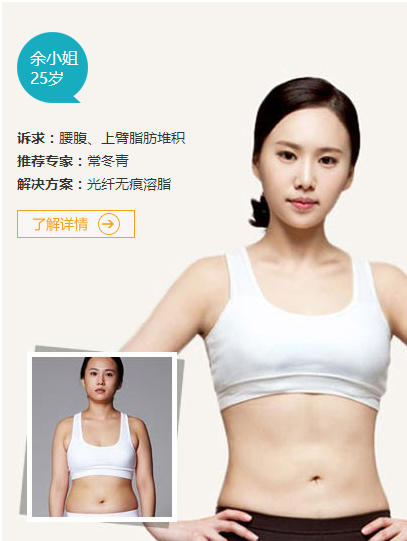 余小姐
25岁
诉求：腰腹、上臂脂肪堆积
推荐专家：常冬青
解决方案：光纤无痕溶脂
了解详情